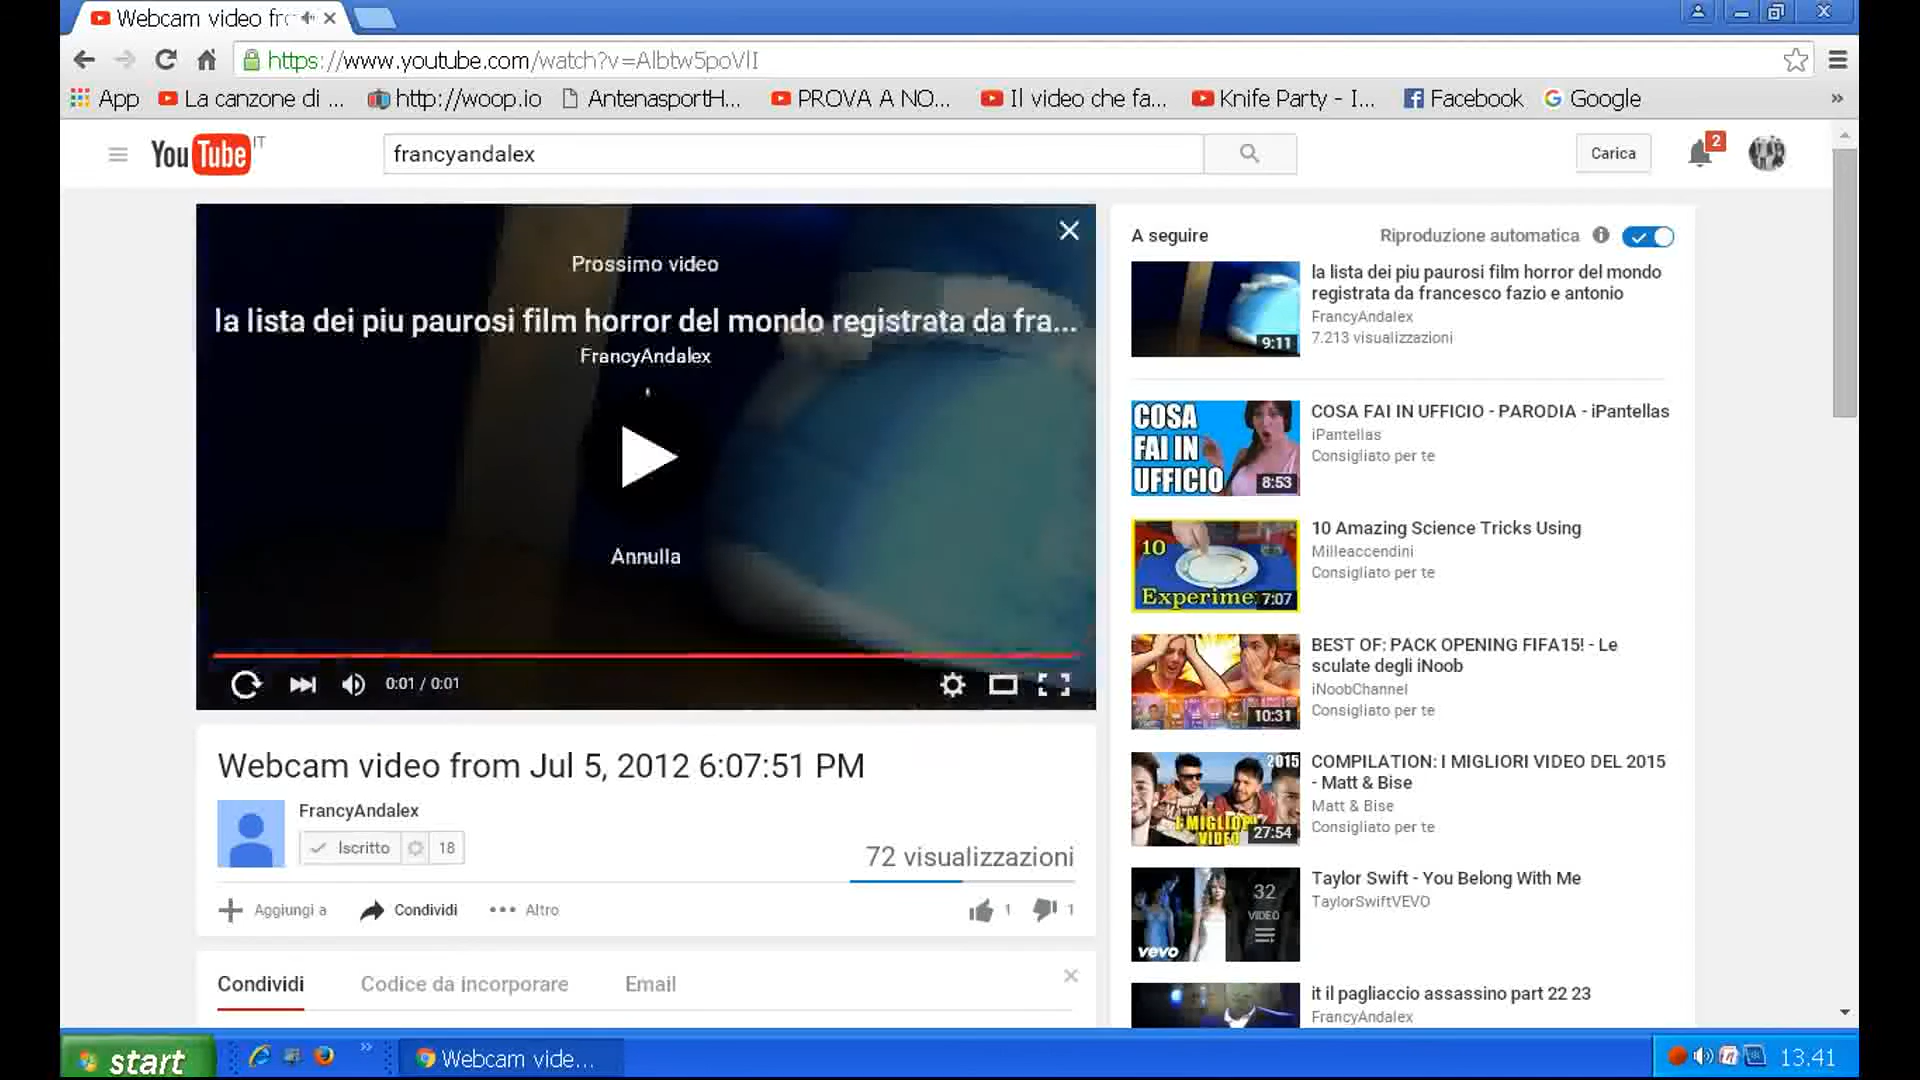 Webcam video fr
https://www.youtube.com/watch?v=Albtw5poVlI
App La canzone di ... http://woop.io AntenasportH... PROVA A NO... Il video che fa... Knife Party - I... Facebook Google »
YouTube IT
francyandalex
Carica
2
Prossimo video
la lista dei piu paurosi film horror del mondo registrata da fra...
FrancyAndalex
Annulla
0:01 / 0:01
Webcam video from Jul 5, 2012 6:07:51 PM
FrancyAndalex
Iscritto 18
72 visualizzazioni
Aggiungi a Condividi Altro 1 1
Condividi Codice da incorporare Email
A seguire Riproduzione automatica
la lista dei piu paurosi film horror del mondo
registrata da francesco fazio e antonio
FrancyAndalex
7.213 visualizzazioni
9:11
COSA
FAI IN
UFFICIO
8:53
COSA FAI IN UFFICIO - PARODIA - iPantellas
iPantellas
Consigliato per te
10
Experime
7:07
10 Amazing Science Tricks Using
Milleaccendini
Consigliato per te
10:31
BEST OF: PACK OPENING FIFA15! - Le
sculate degli iNoob
iNoobChannel
Consigliato per te
2015
I MIGLIOR
VIDEO
27:54
COMPILATION: I MIGLIORI VIDEO DEL 2015
- Matt & Bise
Matt & Bise
Consigliato per te
32
VIDEO
vevo
Taylor Swift - You Belong With Me
TaylorSwiftVEVO
it il pagliaccio assassino part 22 23
FrancyAndalex
start
»
Webcam vide...
13.41